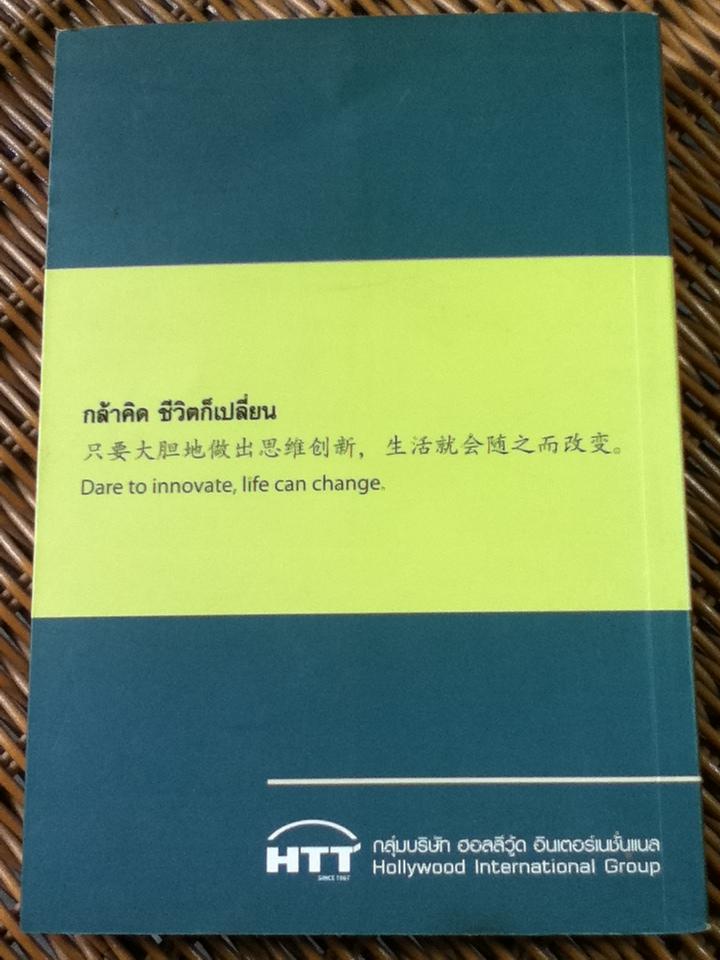 กล้าคิด ชีวิตก็เปลี่ยน
只要大胆地做出思维创新，生活就会随之而改变。
Dare to innovate, life can change.
HTT
SINCE 1967
กลุ่มบริษัท ฮอลลีวู้ด อินเตอร์เนชั่นแนล
Hollywood International Group